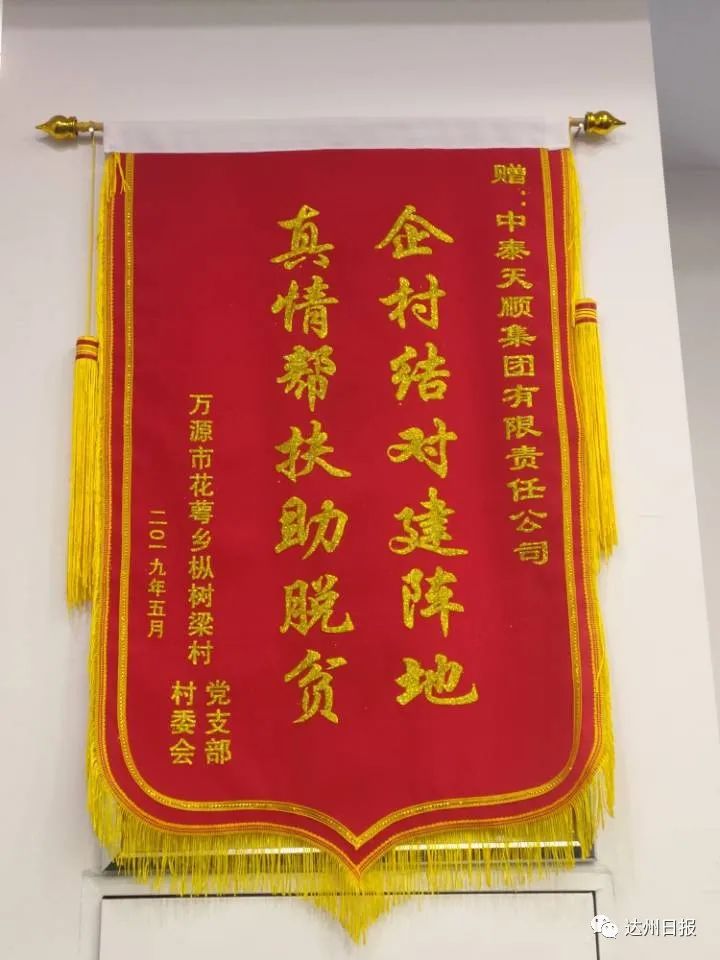 赠：中泰天顺集团有限责任公司
企村结对建阵地
真情帮扶助脱贫
万源市花萼乡枞树梁村
党支部
村委会
二〇一九年五月
达州日报